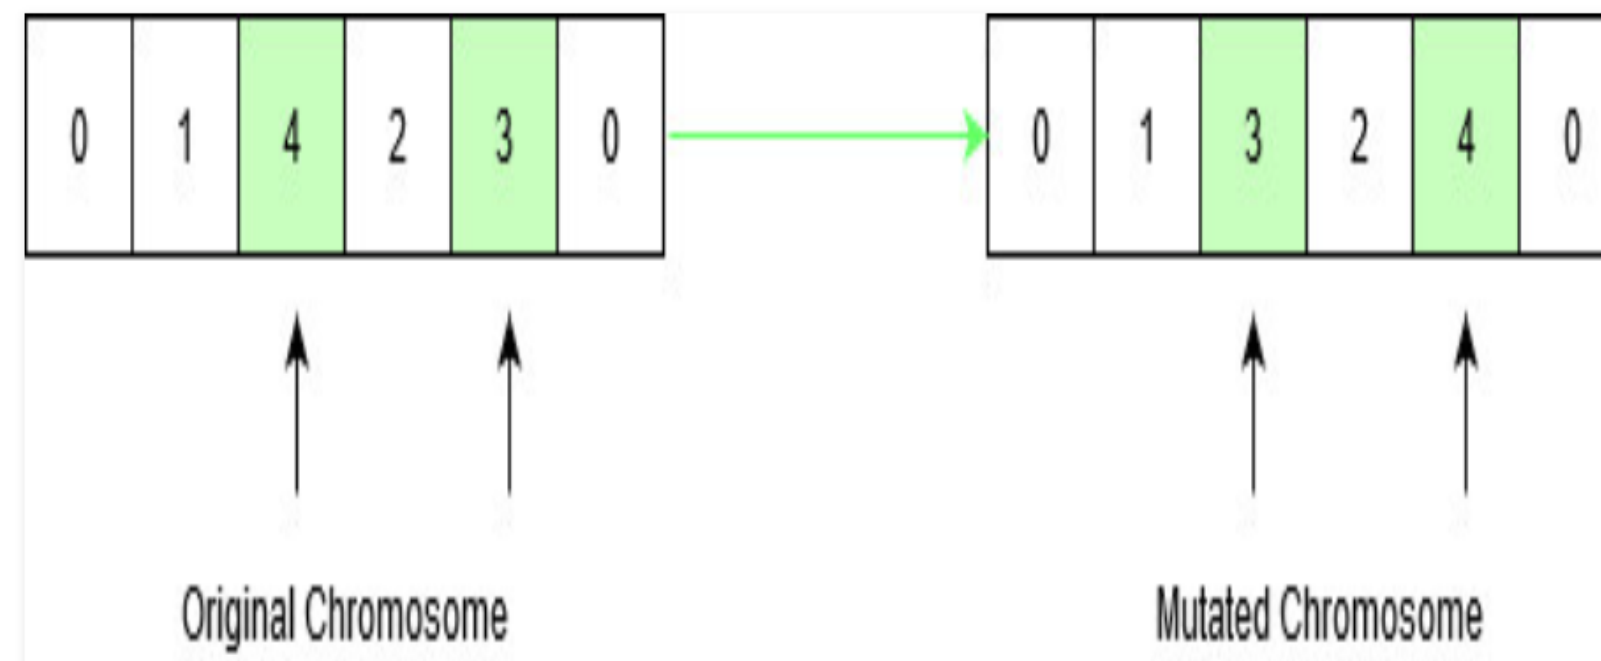 0 1 4 2 3 0 0 1 3 2 4 0
Original Chromosome Mutated Chromosome